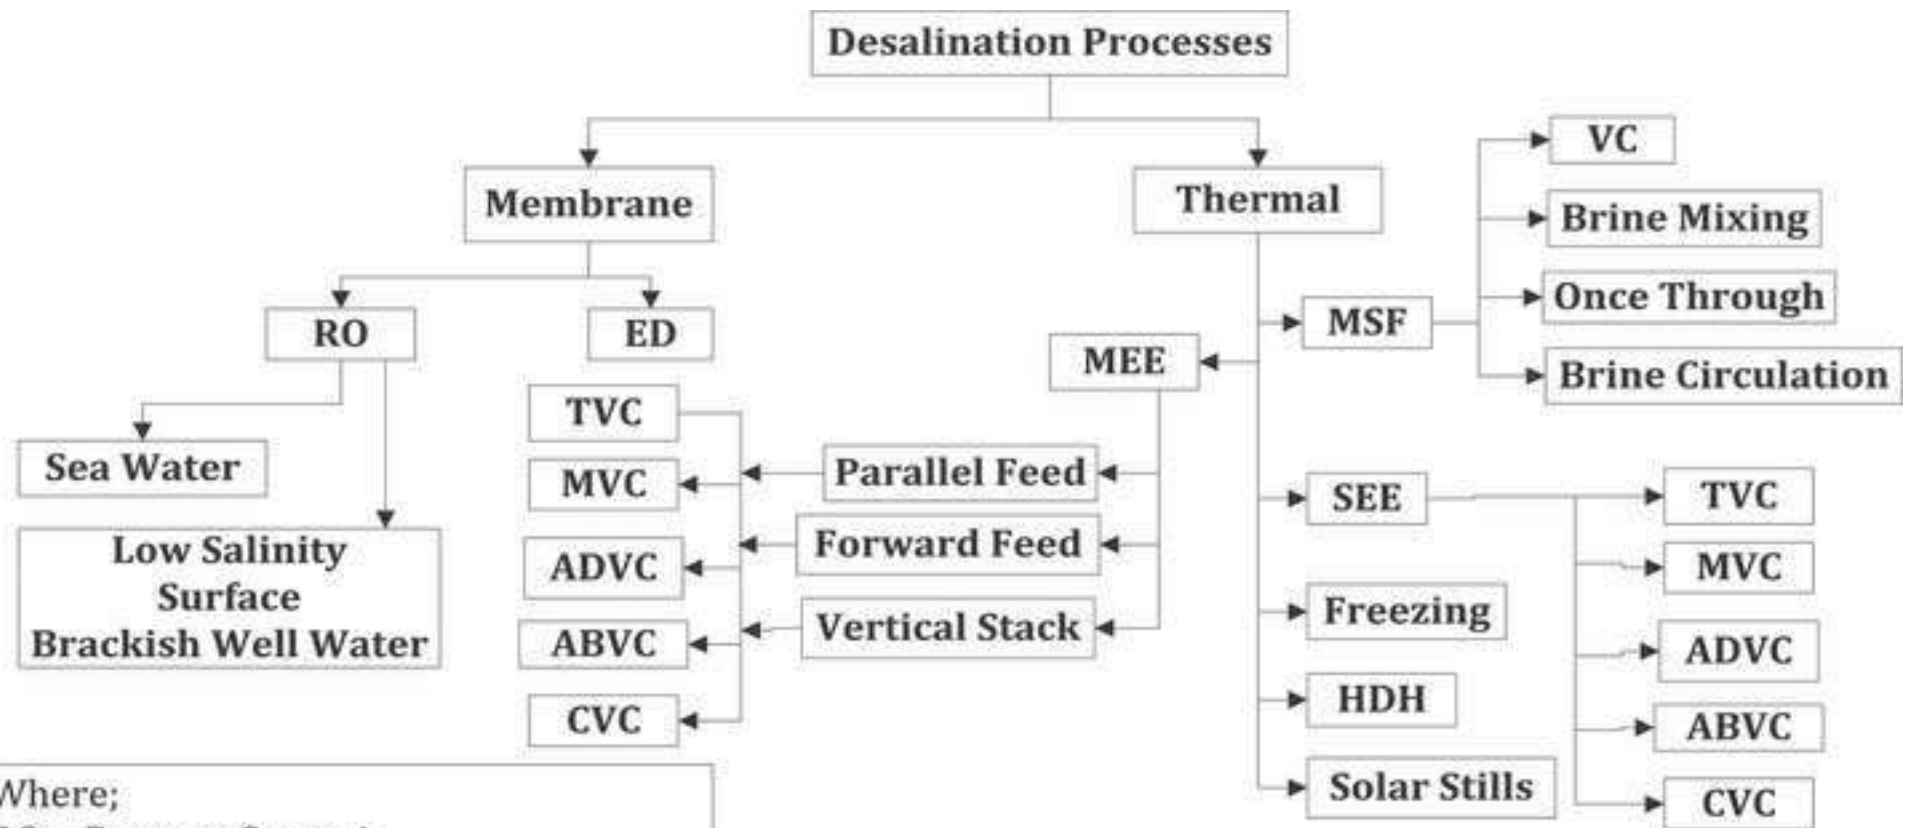 Desalination Processes
Membrane
Thermal
VC
Brine Mixing
Once Through
Brine Circulation
RO
ED
MEE
MSF
Sea Water
Low Salinity
Surface
Brackish Well Water
TVC
MVC
ADVC
ABVC
CVC
Parallel Feed
Forward Feed
Vertical Stack
SEE
Freezing
HDH
Solar Stills
TVC
MVC
ADVC
ABVC
CVC
Where;